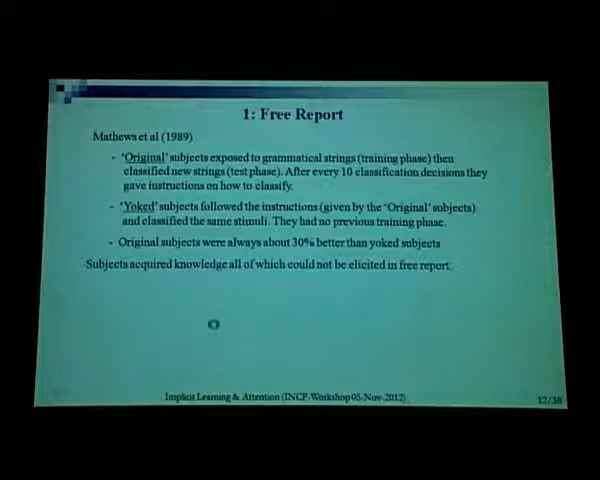 1: Free Report
Mathews et al (1989)
- 'Original' subjects exposed to grammatical strings (training phase) then
classified new strings (test phase). After every 10 classification decisions they
gave instructions on how to classify.
- 'Yoked' subjects followed the instructions (given by the 'Original' subjects)
and classified the same stimuli. They had no previous training phase.
- Original subjects were always about 30% better than yoked subjects
Subjects acquired knowledge all of which could not be elicited in free report.
Implicit Learning & Attention (INCF-Workshop 05-Nov-2012)
12/38